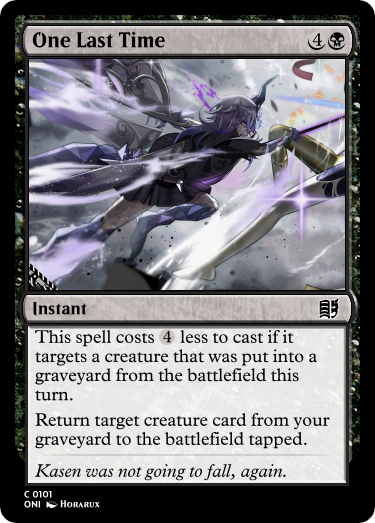 One Last Time 4
Instant
This spell costs 4 less to cast if it
targets a creature that was put into a
graveyard from the battlefield this
turn.
Return target creature card from your
graveyard to the battlefield tapped.
Kasen was not going to fall, again.
C 0101
ONI Horarux